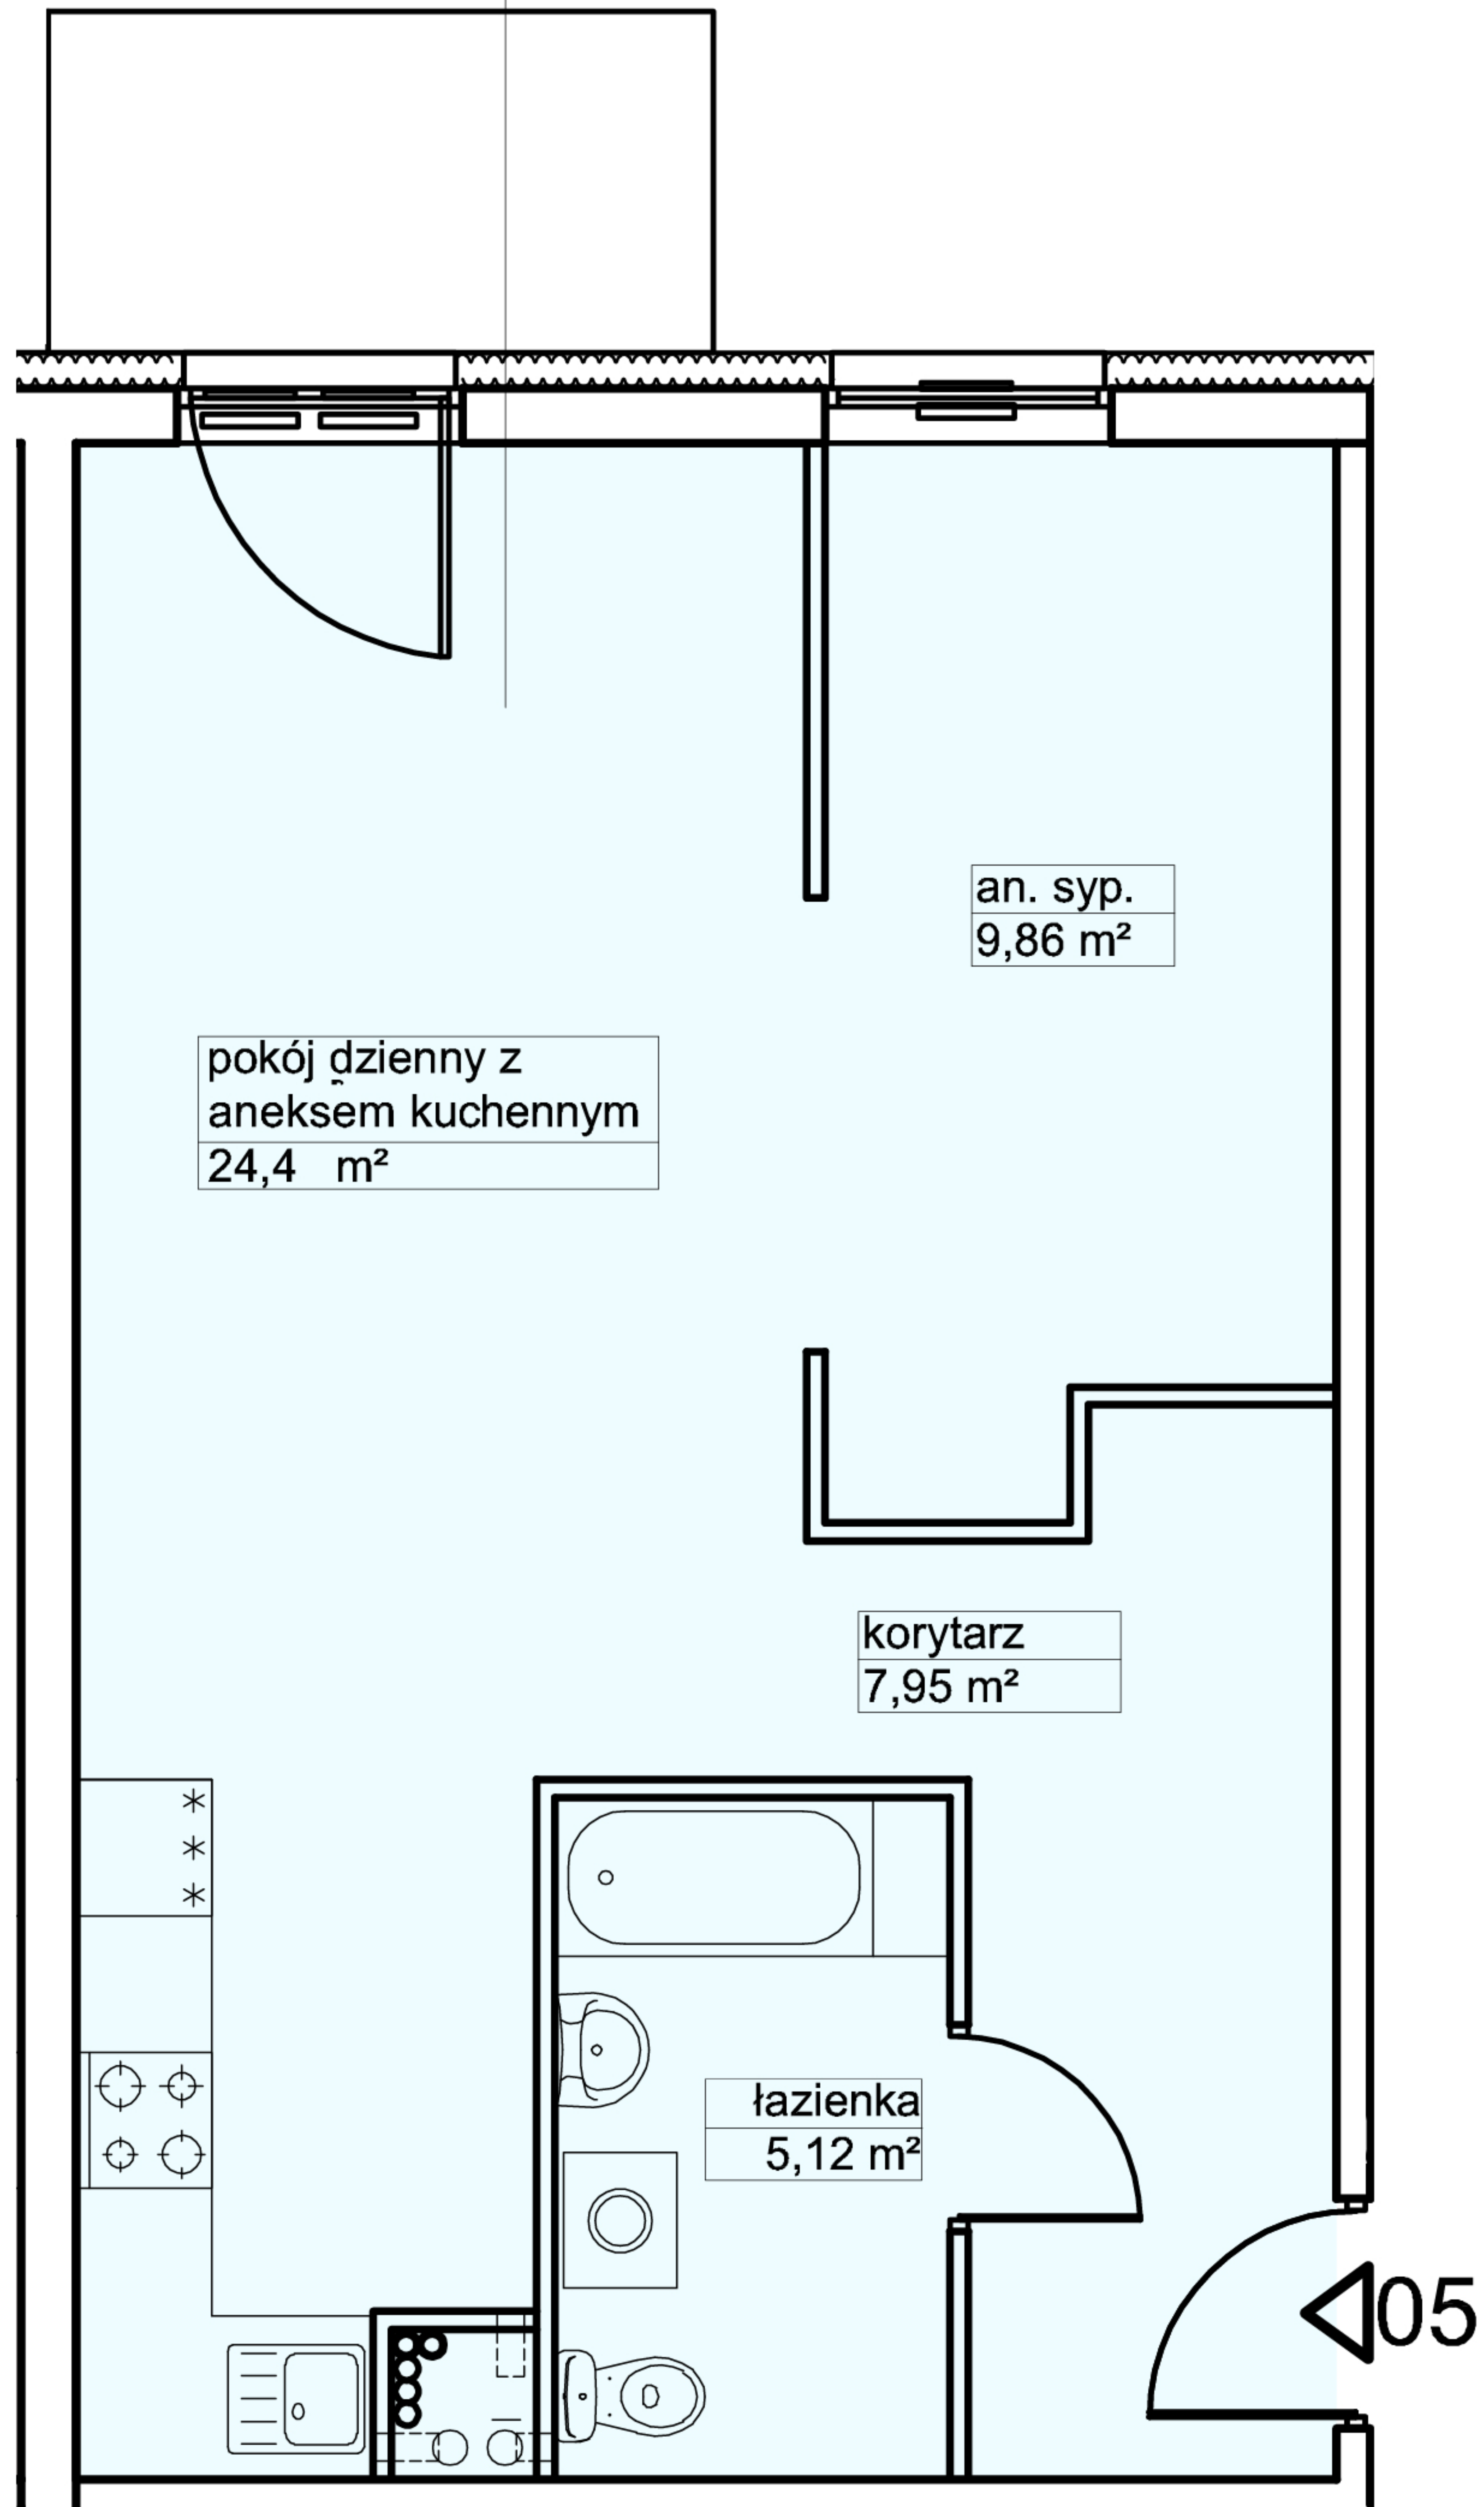 an. syp.
9,86 m²
pokój dzienny z
aneksem kuchennym
24,4 m²
korytarz
7,95 m²
łazienka
5,12 m²
05